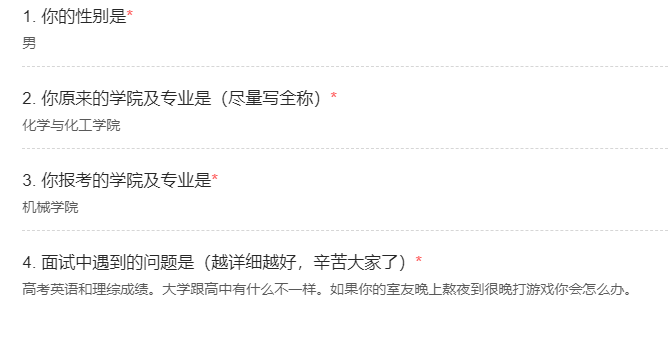 1. 你的性别是*
男
2. 你原来的学院及专业是（尽量写全称）*
化学与化工学院
3. 你报考的学院及专业是*
机械学院
4. 面试中遇到的问题是（越详细越好，辛苦大家了）*
高考英语和理综成绩。大学跟高中有什么不一样。如果你的室友晚上熬夜到很晚打游戏你会怎么办。